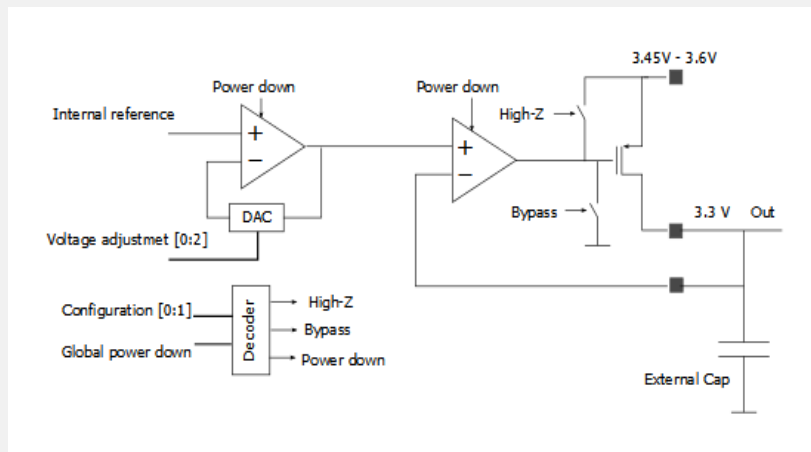 3.45V - 3.6V
Power down
Power down
Internal reference
High-Z
+
−
+
−
DAC
Bypass
3.3 V Out
Voltage adjustmet [0:2]
Configuration [0:1]
Global power down
Decoder
High-Z
Bypass
Power down
External Cap